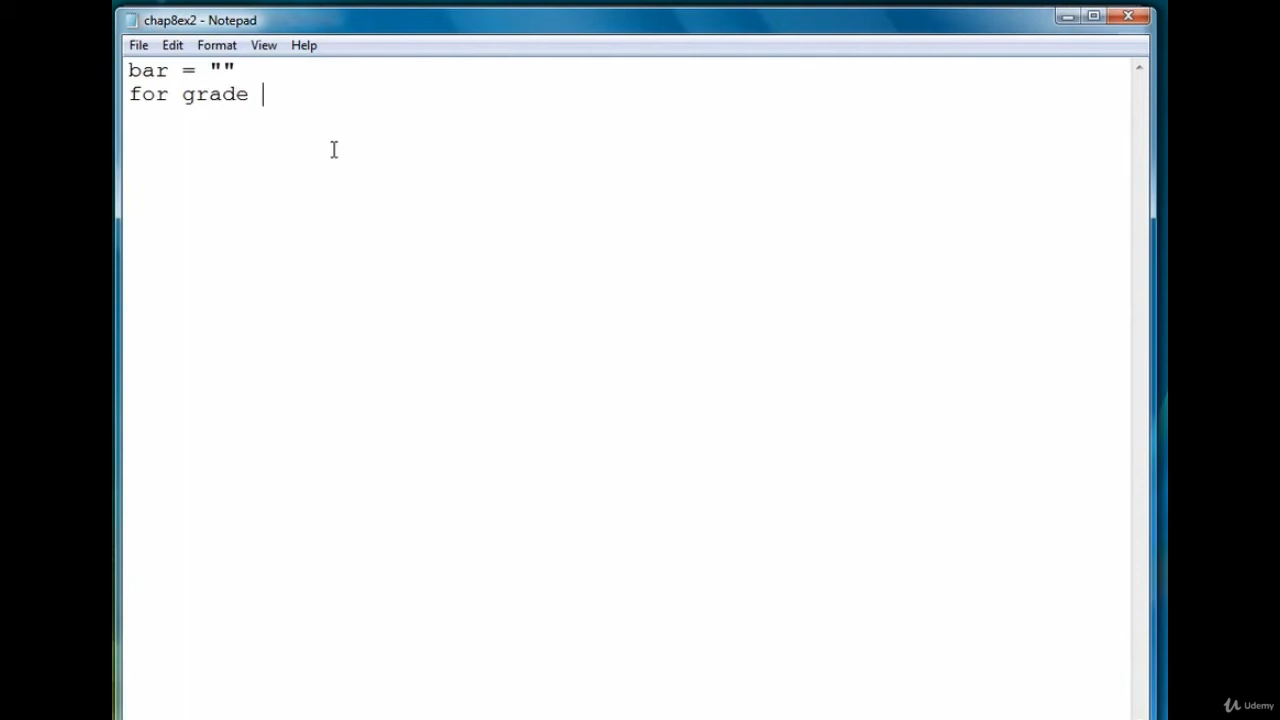 chap8ex2 - Notepad
File Edit Format View Help
bar = ""
for grade
Udemy